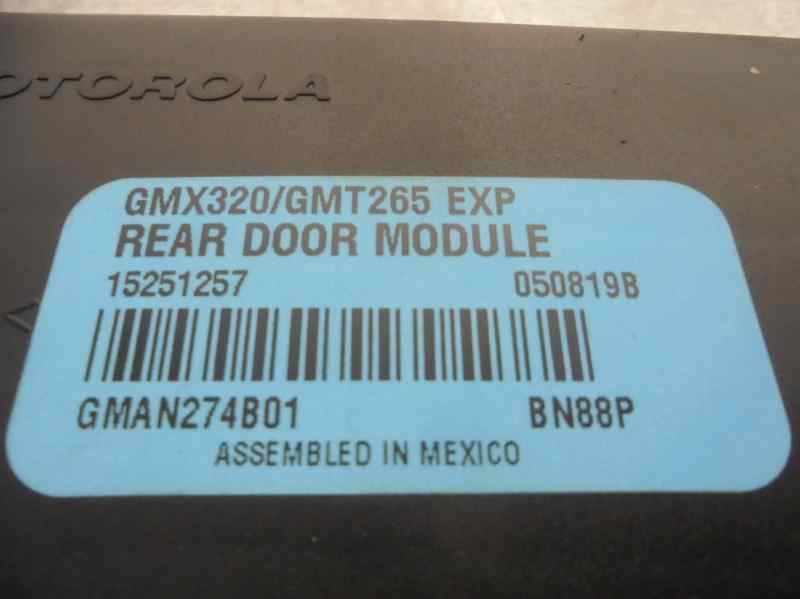 OTOROLA
GMX320/GMT265 EXP
REAR DOOR MODULE
15251257 050819B
GMAN274B01 BN88P
ASSEMBLED IN MEXICO